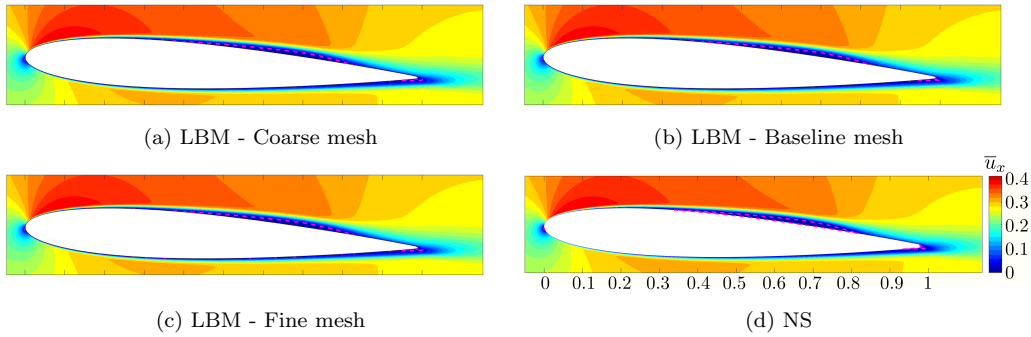 (a) LBM - Coarse mesh
(b) LBM - Baseline mesh
u̅ₓ
0.4
0.3
0.2
0.1
0
0 0.1 0.2 0.3 0.4 0.5 0.6 0.7 0.8 0.9 1
(c) LBM - Fine mesh
(d) NS